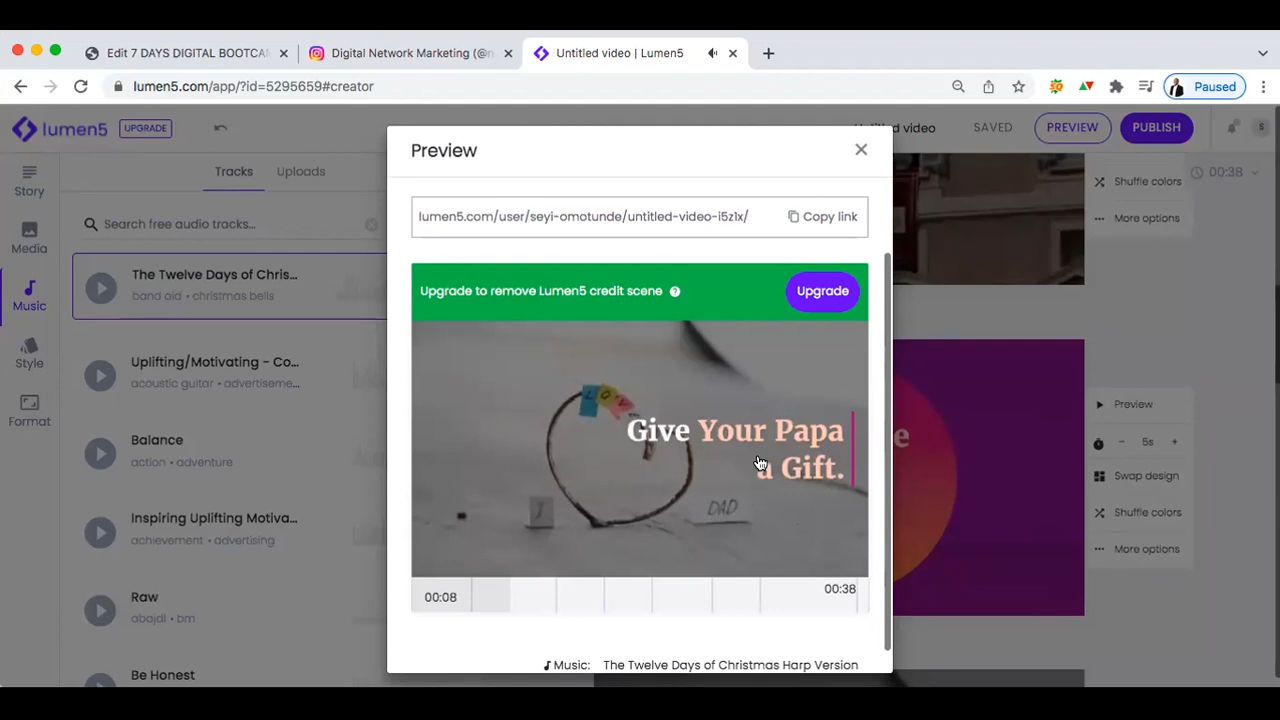 Edit 7 DAYS DIGITAL BOOTCA
Digital Network Marketing (@n
Untitled video | Lumen5
lumen5.com/app/?id=5295659#creator
Paused
lumen5
UPGRADE
Untitled video
SAVED
PREVIEW
PUBLISH
S
Story
Media
Music
Style
Format
Tracks
Uploads
Search free audio tracks...
The Twelve Days of Chris...
band aid • christmas bells
Uplifting/Motivating - Co...
acoustic guitar • advertiseme...
Balance
action • adventure
Inspiring Uplifting Motiva...
achievement • advertising
Raw
abajdl • bm
Be Honest
Preview
lumen5.com/user/seyi-omotunde/untitled-video-i5z1x/
Copy link
Upgrade to remove Lumen5 credit scene
Upgrade
LOV
I
DAD
Give Your Papa
a Gift.
00:08
00:38
Music: The Twelve Days of Christmas Harp Version
Shuffle colors
More options
00:38
e
Preview
5s
Swap design
Shuffle colors
More options